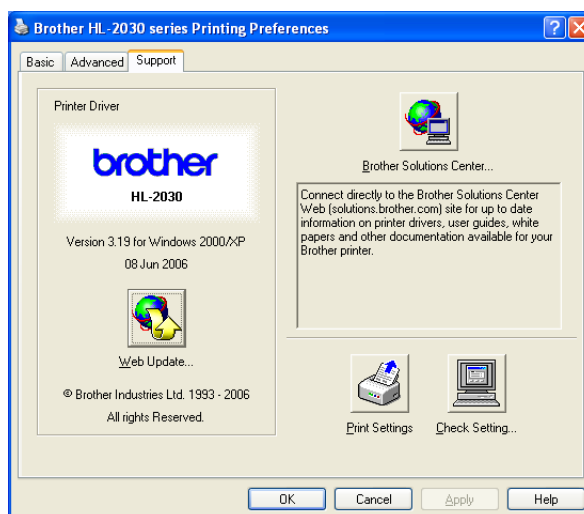 Brother HL-2030 series Printing Preferences
Basic
Advanced
Support
Printer Driver
brother
HL-2030
Version 3.19 for Windows 2000/XP
08 Jun 2006
Web Update...
© Brother Industries Ltd. 1993 - 2006
All rights Reserved.
Brother Solutions Center...
Connect directly to the Brother Solutions Center
Web (solutions.brother.com) site for up to date
information on printer drivers, user guides, white
papers and other documentation available for your
Brother printer.
Print Settings
Check Setting...
OK
Cancel
Apply
Help